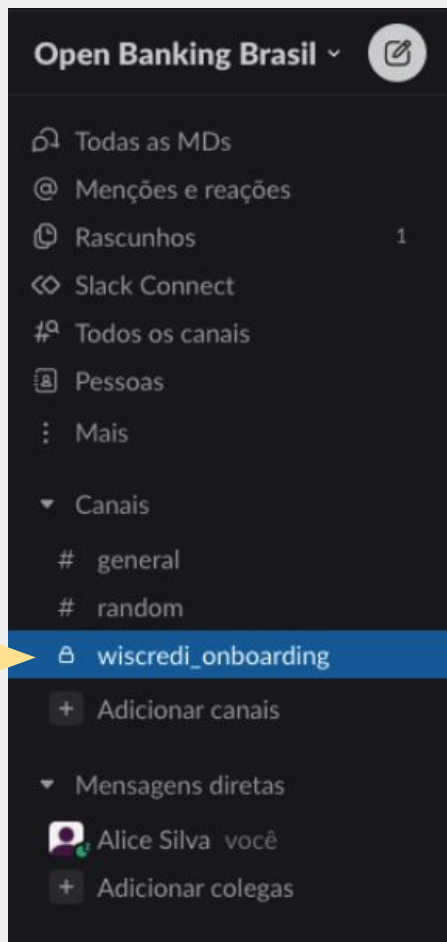 Open Banking Brasil
Todas as MDs
@ Menções e reações
Rascunhos 1
Slack Connect
Todos os canais
Pessoas
Mais
Canais
# general
# random
wiscredi_onboarding
+ Adicionar canais
Mensagens diretas
Alice Silva você
+ Adicionar colegas